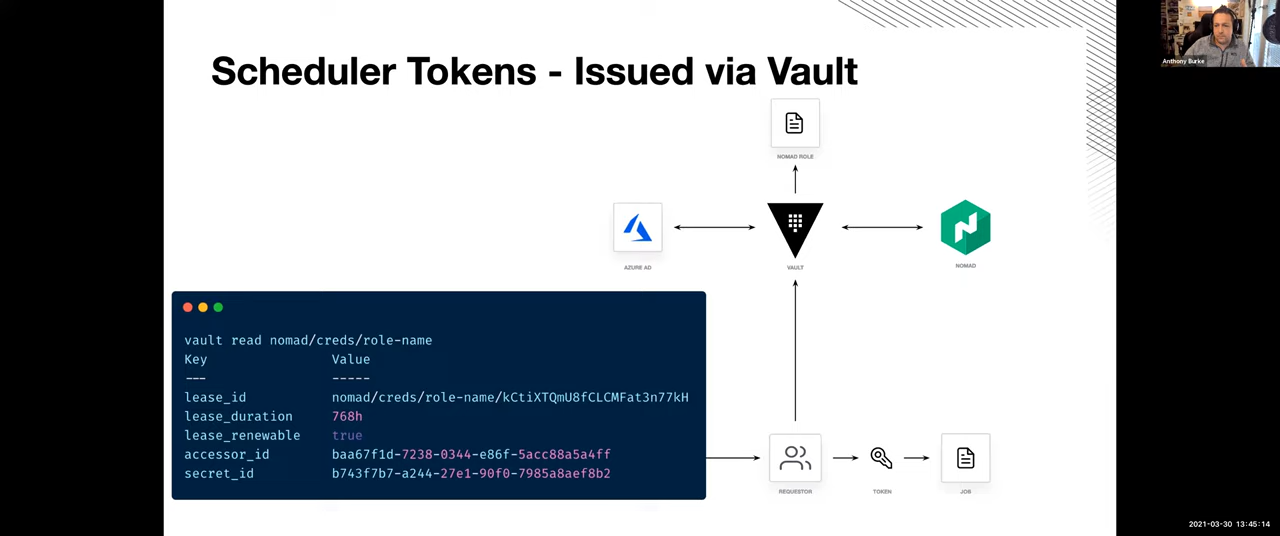 Scheduler Tokens - Issued via Vault
Anthony Burke
NOMAD ROLE
AZURE AD
VAULT
NOMAD
vault read nomad/creds/role-name
Key Value
--- -----
lease_id nomad/creds/role-name/kCtiXTQmU8fCLCMFat3n77kH
lease_duration 768h
lease_renewable true
accessor_id baa67f1d-7238-0344-e86f-5acc88a5a4ff
secret_id b743f7b7-a244-27e1-90f0-7985a8aef8b2
REQUESTOR
TOKEN
JOB
2021-03-30 13:45:14